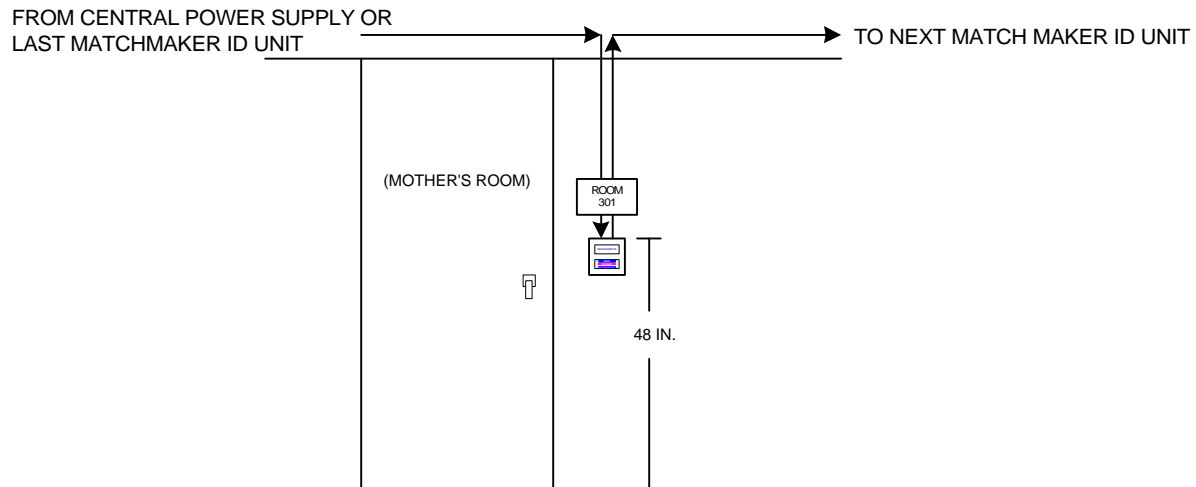 FROM CENTRAL POWER SUPPLY OR
LAST MATCHMAKER ID UNIT
TO NEXT MATCH MAKER ID UNIT
(MOTHER'S ROOM)
ROOM
301
48 IN.